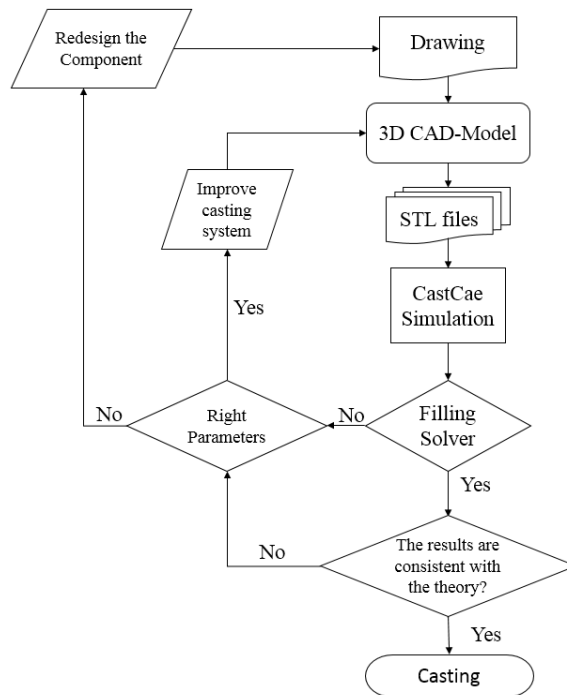 Redesign the
Component
Drawing
3D CAD-Model
Improve
casting
system
STL files
CastCae
Simulation
Yes
No
Right
Parameters
No
Filling
Solver
Yes
No
The results are
consistent with
the theory?
Yes
Casting